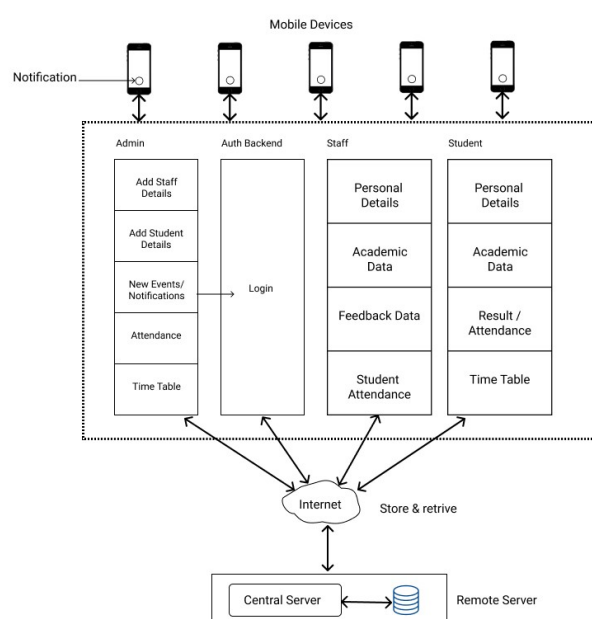 Mobile Devices
Notification
Admin
Auth Backend
Staff
Student
Add Staff
Details
Add Student
Details
New Events/
Notifications
Attendance
Time Table
Login
Personal
Details
Academic
Data
Feedback Data
Student
Attendance
Personal
Details
Academic
Data
Result /
Attendance
Time Table
Internet
Store & retrive
Central Server
Remote Server